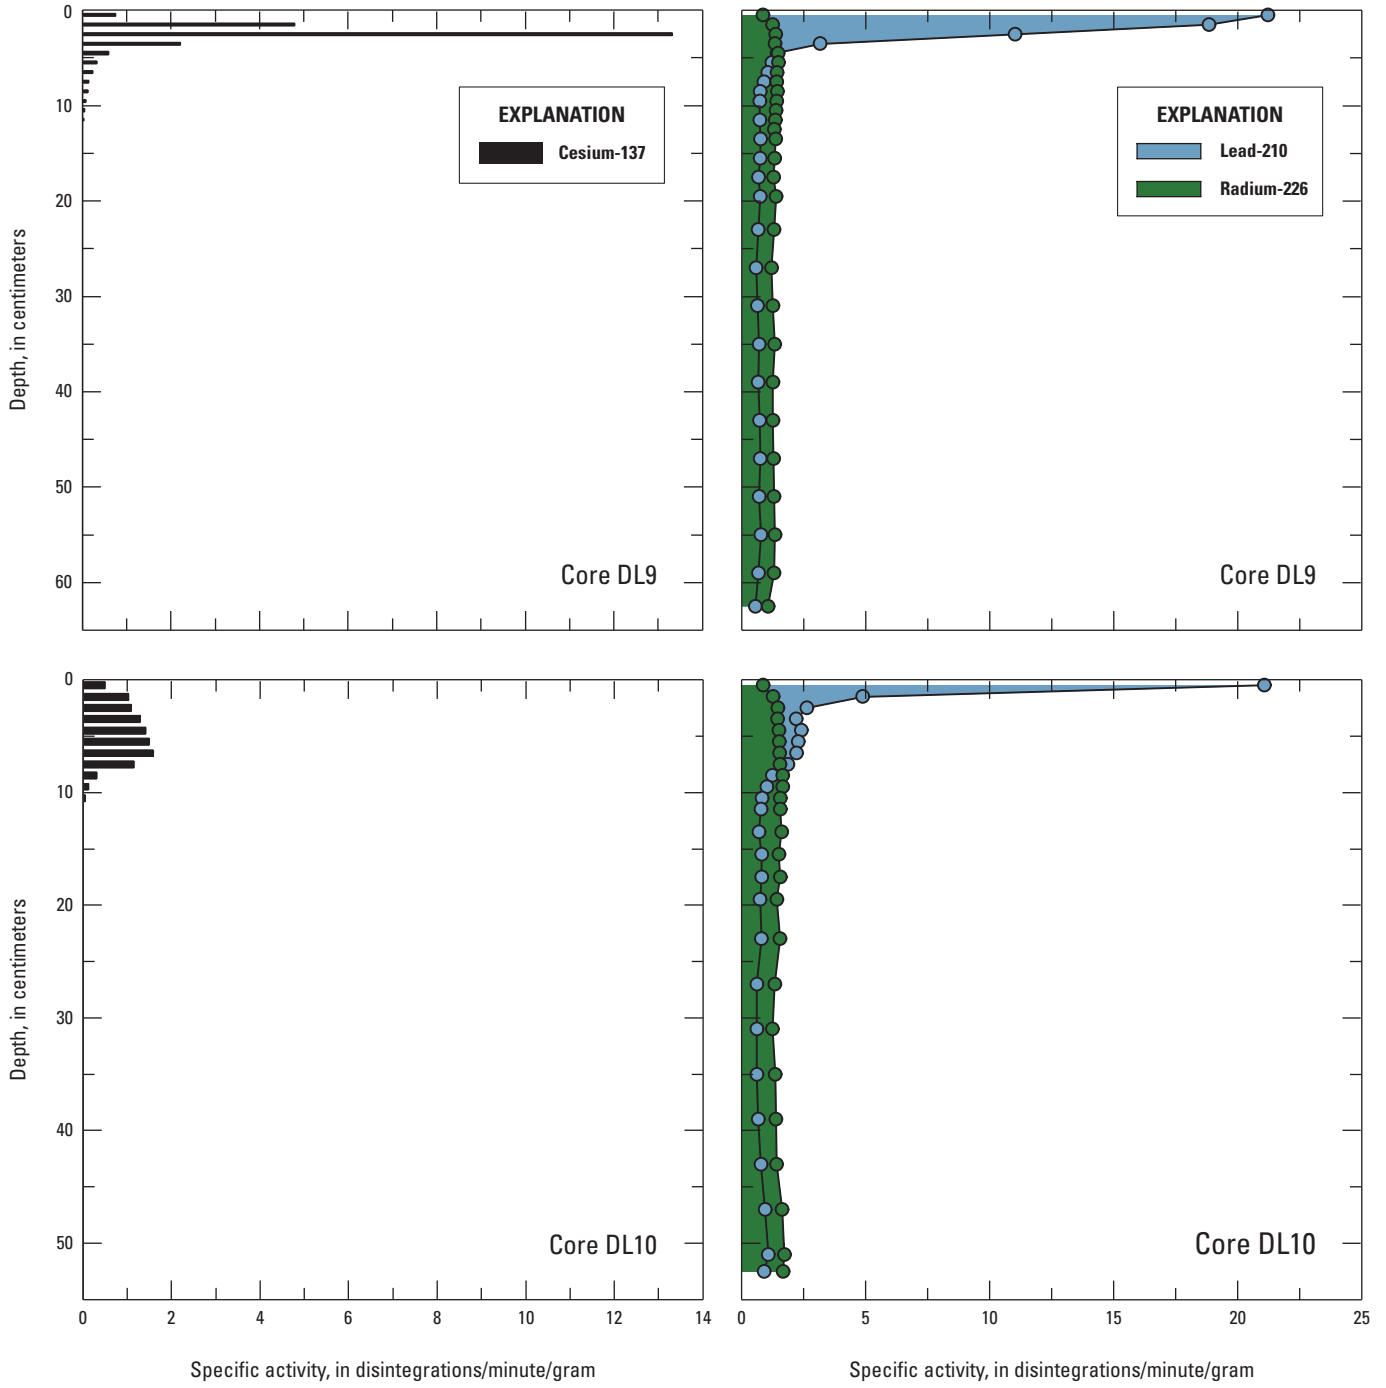 0
10
20
30
40
50
60
Depth, in centimeters
EXPLANATION
Cesium-137
Core DL9
EXPLANATION
Lead-210
Radium-226
Core DL9
0
10
20
30
40
50
Depth, in centimeters
Core DL10
0 2 4 6 8 10 12 14
Specific activity, in disintegrations/minute/gram
Core DL10
0 5 10 15 20 25
Specific activity, in disintegrations/minute/gram